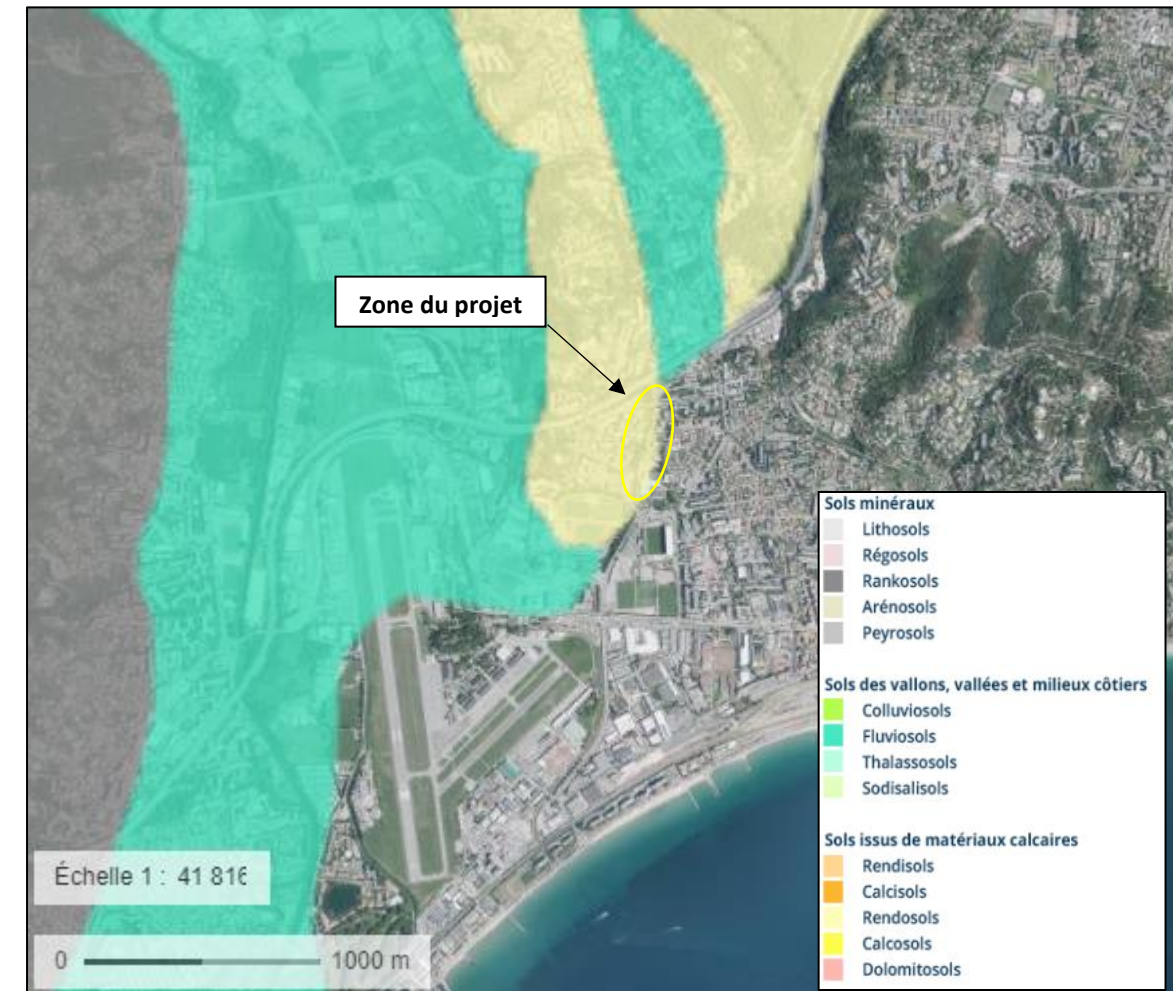 Zone du projet
Sols minéraux
Lithosols
Régosols
Rankosols
Arénosols
Peyrosols
Sols des vallons, vallées et milieux côtiers
Colluviosols
Fluviosols
Thalassosols
Sodisalisols
Sols issus de matériaux calcaires
Rendisols
Calcisols
Rendosols
Calcosols
Dolomitosols
Échelle 1 : 41 816
0 1000 m